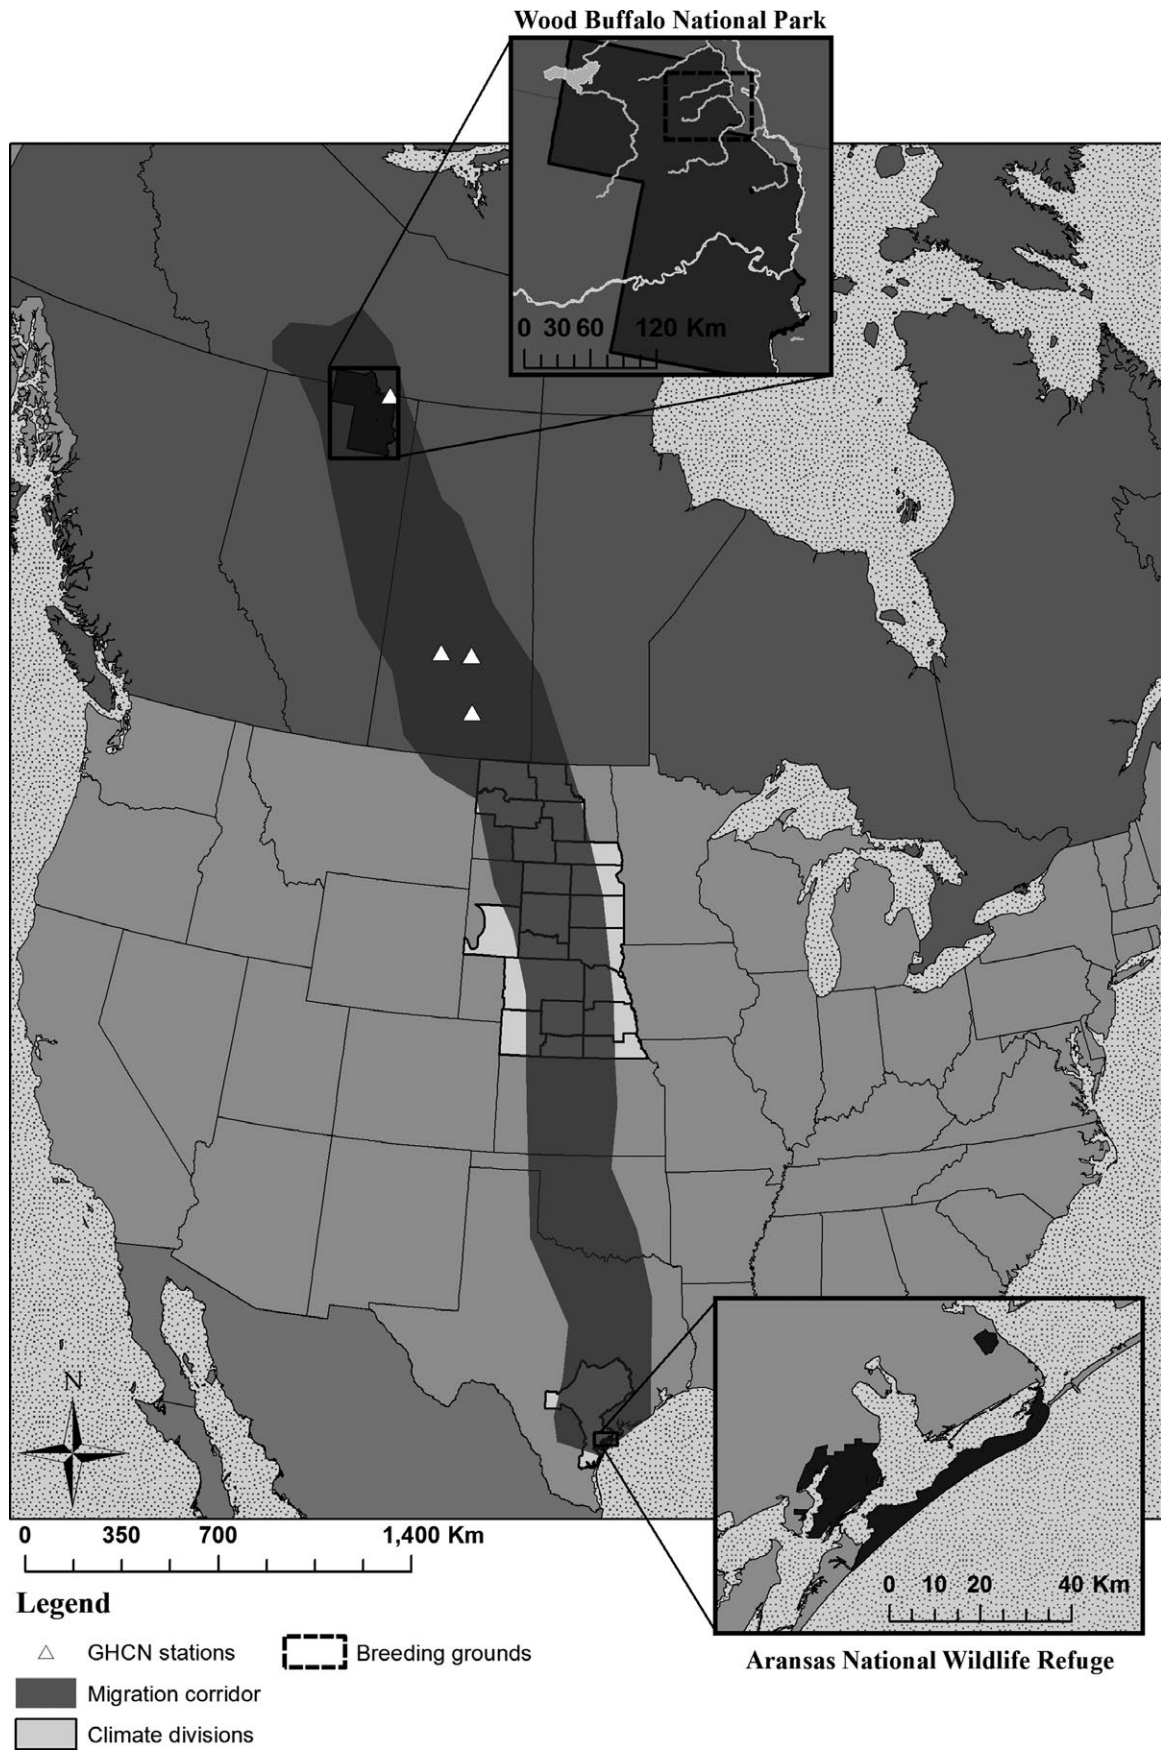 Wood Buffalo National Park
0 30 60 120 Km
N
0 350 700 1,400 Km
0 10 20 40 Km
Aransas National Wildlife Refuge
Legend
GHCN stations
Breeding grounds
Migration corridor
Climate divisions